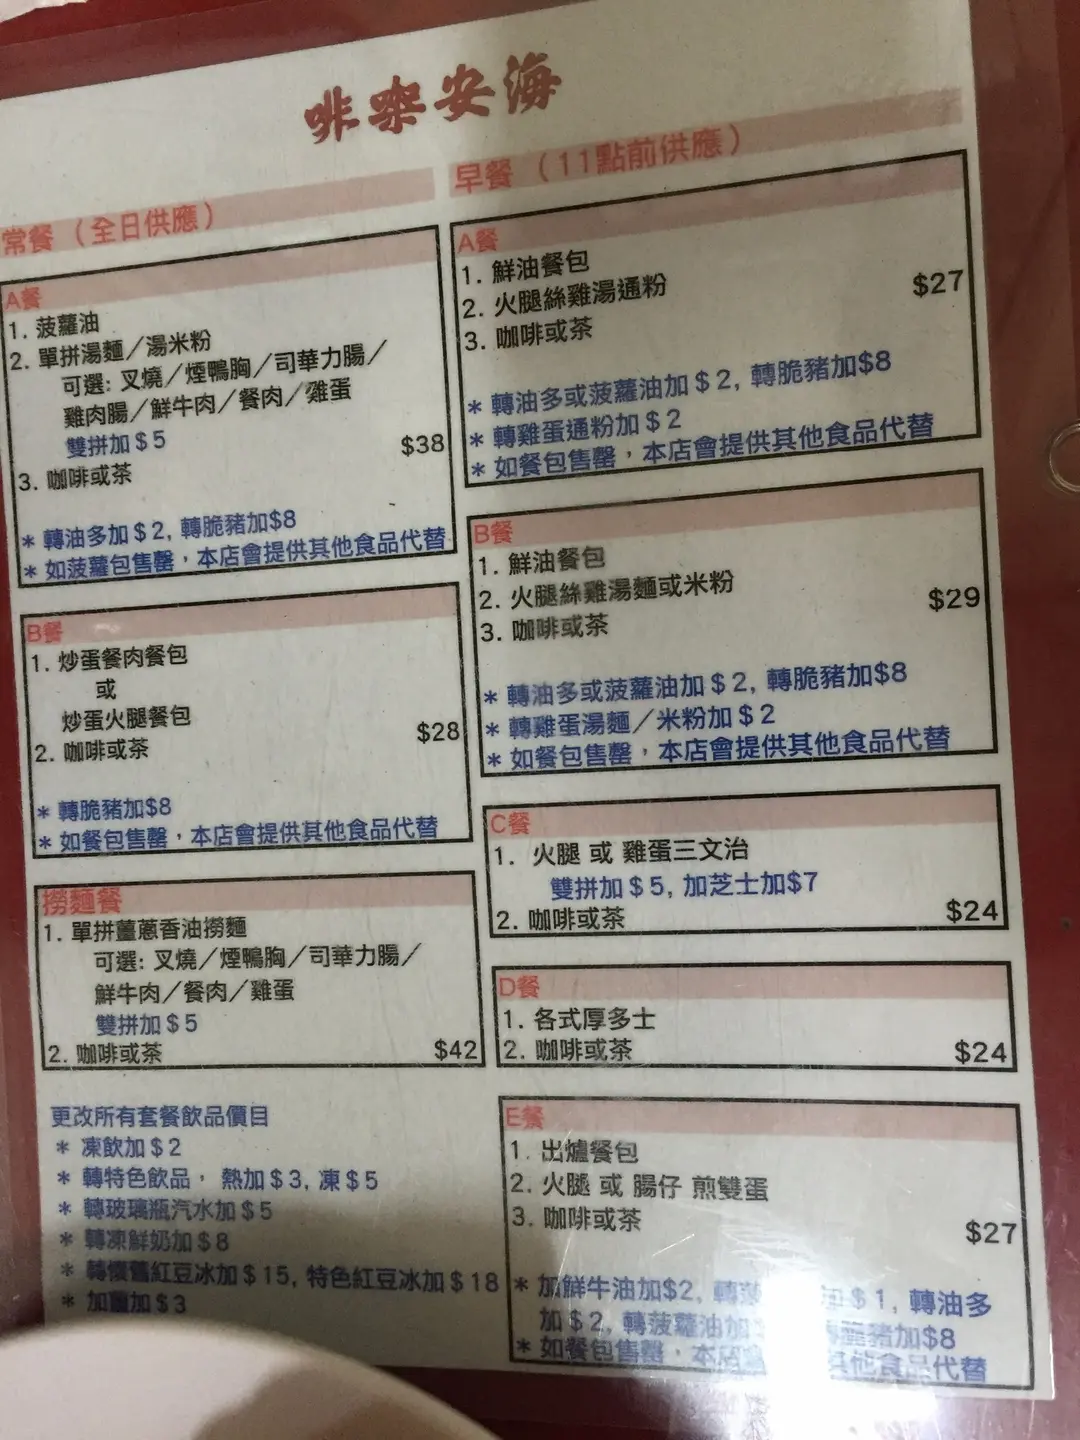 啡㗎安海
常餐（全日供應）
A餐
1. 菠蘿油
2. 單拼湯麵／湯米粉
可選: 叉燒／煙鴨胸／司華力腸／
雞肉腸／鮮牛肉／餐肉／雞蛋
雙拼加＄5
$38
3. 咖啡或茶
* 轉油多加＄2, 轉脆豬加$8
* 如菠蘿包售罄，本店會提供其他食品代替
B餐
1. 炒蛋餐肉餐包
或
炒蛋火腿餐包
$28
2. 咖啡或茶
* 轉脆豬加$8
* 如餐包售罄，本店會提供其他食品代替
撈麵餐
1. 單拼薑蔥香油撈麵
可選: 叉燒／煙鴨胸／司華力腸／
鮮牛肉／餐肉／雞蛋
雙拼加＄5
2. 咖啡或茶 $42
更改所有套餐飲品價目
* 凍飲加＄2
* 轉特色飲品， 熱加＄3, 凍＄5
* 轉玻璃瓶汽水加＄5
* 轉凍鮮奶加＄8
* 轉懷舊紅豆冰加＄15, 特色紅豆冰加＄18
* 加薑加＄3
早餐（11點前供應）
A餐
1. 鮮油餐包
2. 火腿絲雞湯通粉 $27
3. 咖啡或茶
* 轉油多或菠蘿油加＄2, 轉脆豬加$8
* 轉雞蛋通粉加＄2
* 如餐包售罄，本店會提供其他食品代替
B餐
1. 鮮油餐包
2. 火腿絲雞湯麵或米粉 $29
3. 咖啡或茶
* 轉油多或菠蘿油加＄2, 轉脆豬加$8
* 轉雞蛋湯麵／米粉加＄2
* 如餐包售罄，本店會提供其他食品代替
C餐
1. 火腿 或 雞蛋三文治
雙拼加＄5, 加芝士加$7
2. 咖啡或茶 $24
D餐
1. 各式厚多士
2. 咖啡或茶 $24
E餐
1. 出爐餐包
2. 火腿 或 腸仔 煎雙蛋
3. 咖啡或茶 $27
* 加鮮牛油加$2, 轉菠 加＄1, 轉油多
加＄2, 轉菠蘿油加 豬加$8
* 如餐包售罄，本店會 其他食品代替